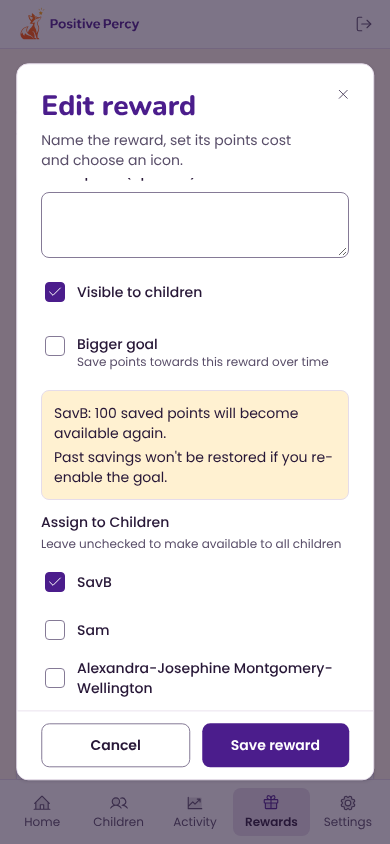 Positive Percy
Edit reward
Name the reward, set its points cost
and choose an icon.
Visible to children
Bigger goal
Save points towards this reward over time
SavB: 100 saved points will become
available again.
Past savings won't be restored if you re-
enable the goal.
Assign to Children
Leave unchecked to make available to all children
SavB
Sam
Alexandra-Josephine Montgomery-
Wellington
Cancel
Save reward
Home
Children
Activity
Rewards
Settings